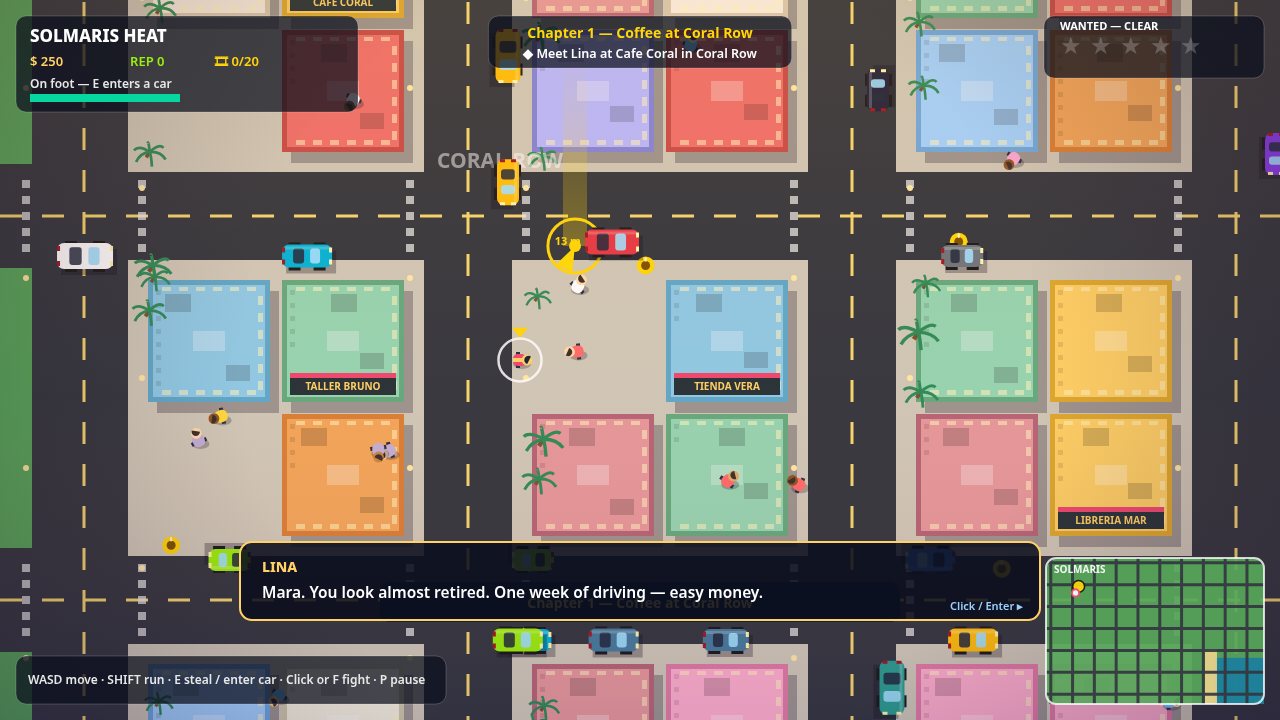 CAFE CORAL
SOLMARIS HEAT
$ 250
REP 0
0/20
On foot — E enters a car
Chapter 1 — Coffee at Coral Row
◆ Meet Lina at Cafe Coral in Coral Row
WANTED — CLEAR
★ ★ ★ ★ ★
CORAL ROW
13
TALLER BRUNO
TIENDA VERA
LIBRERIA MAR
LINA
Mara. You look almost retired. One week of driving — easy money.
Chapter 1 — Coffee at Coral Row
Click / Enter ▸
SOLMARIS
WASD move · SHIFT run · E steal / enter car · Click or F fight · P pause